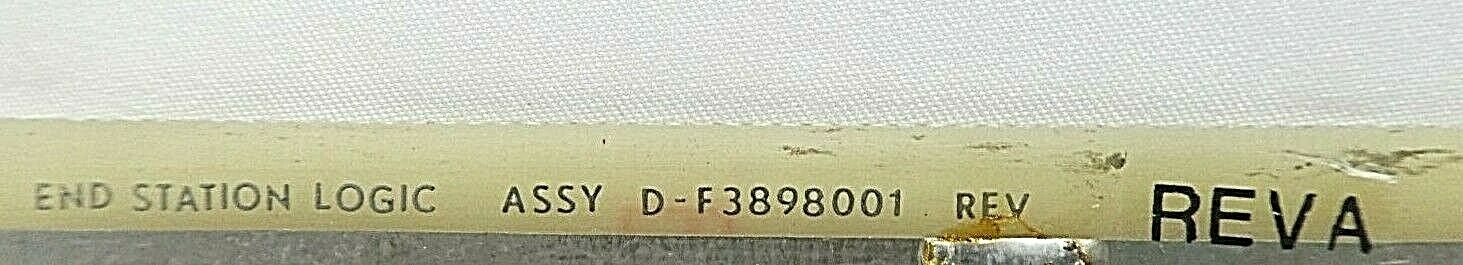 END STATION LOGIC ASSY D-F3898001 REV REVA